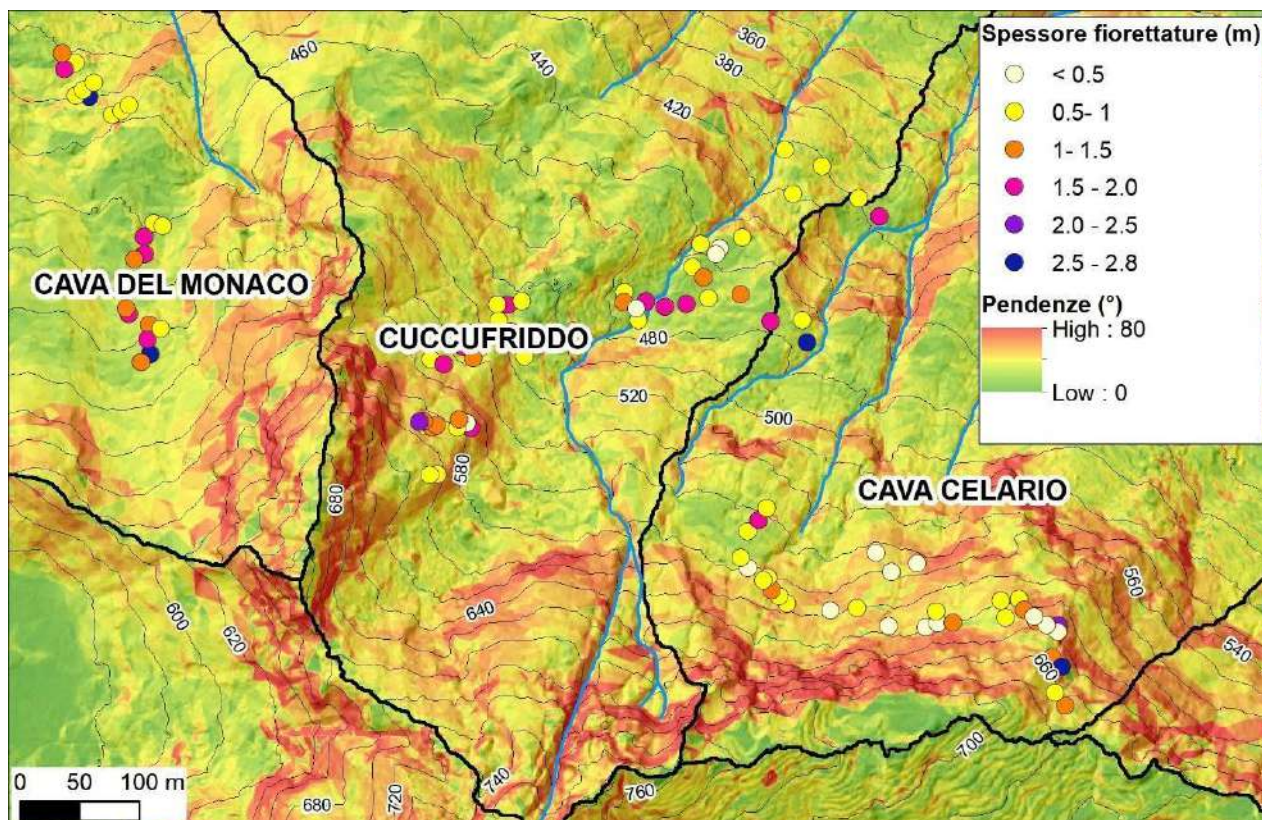 Spessore fiorettature (m)
< 0.5
0.5- 1
1- 1.5
1.5 - 2.0
2.0 - 2.5
2.5 - 2.8
Pendenze (°)
High : 80
Low : 0
460
440
360
380
420
CAVA DEL MONACO
CUCCUFRIDDO
480
520
500
580
680
CAVA CELARIO
560
600
620
640
540
660
700
740
760
680
720
0 50 100 m